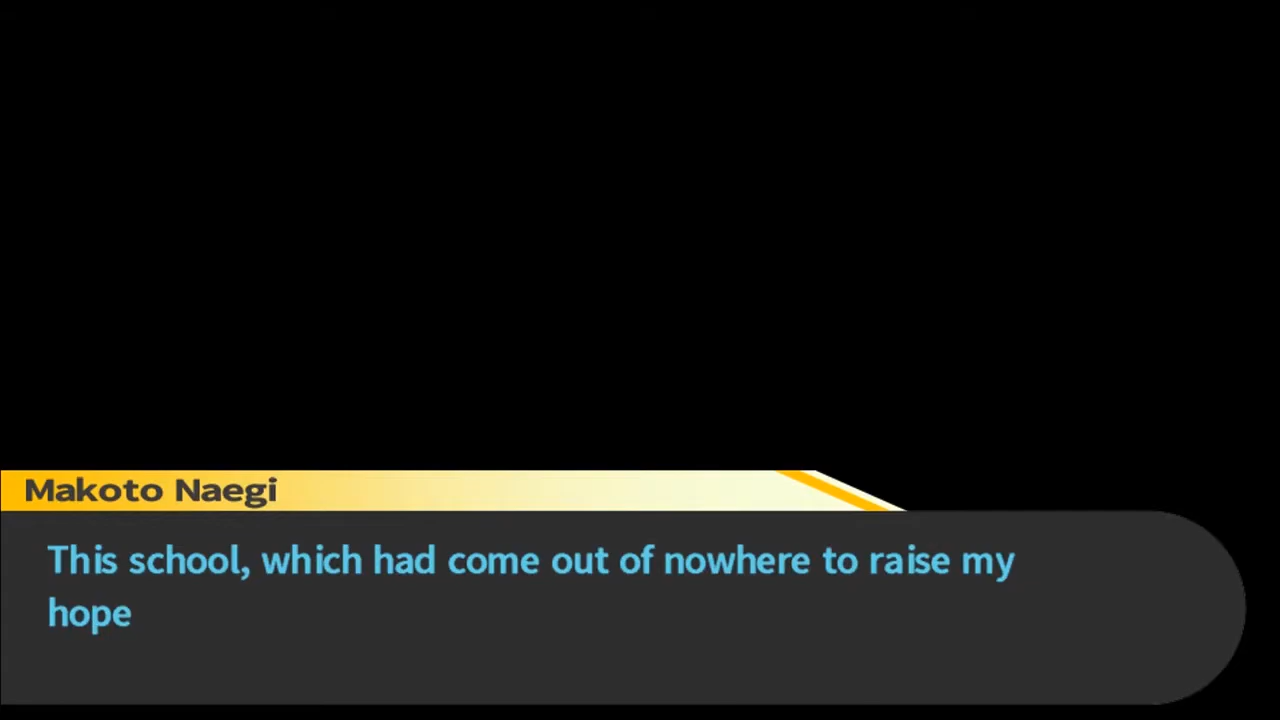 Makoto Naegi
This school, which had come out of nowhere to raise my
hope